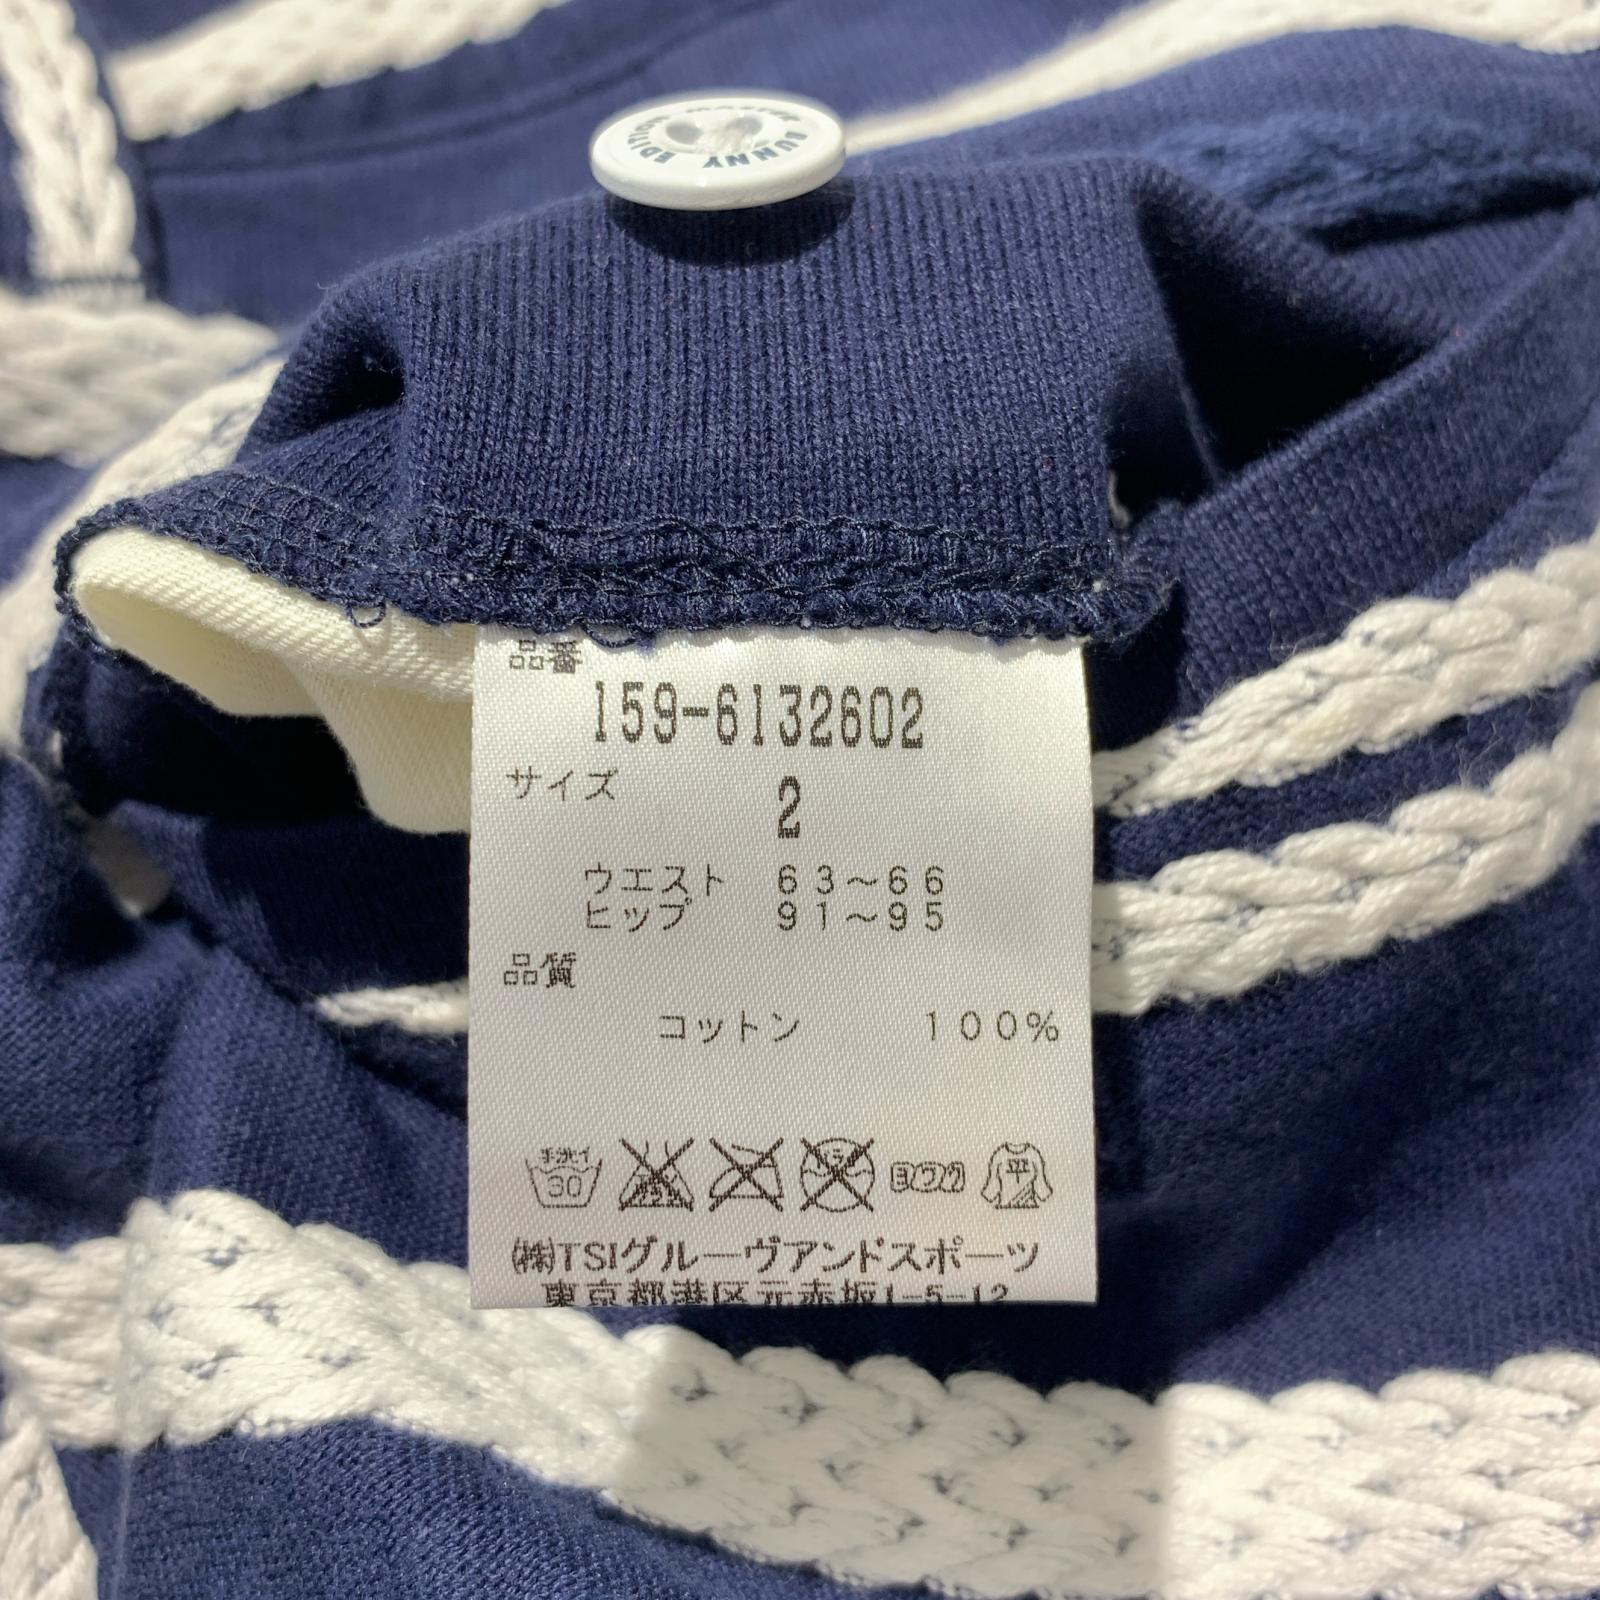 BUNNY EDITION
品番
159-6132602
サイズ 2
ウエスト 63~66
ヒップ 91~95
品質
コットン 100%
手洗イ 30
ヨワク 平
㈱TSIグルーヴアンドスポーツ
東京都港区元赤坂1-5-12